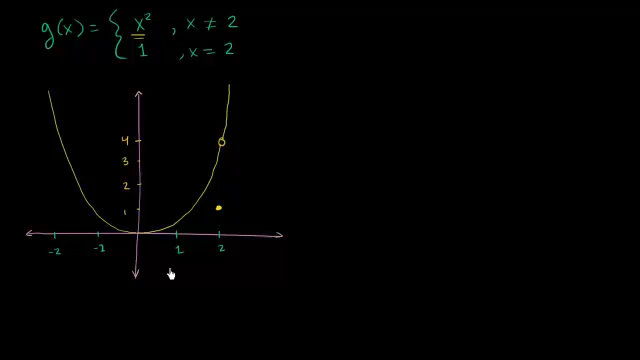 g(x) = { x² , x ≠ 2
1 , x = 2
4
3
2
1
-2 -1 1 2